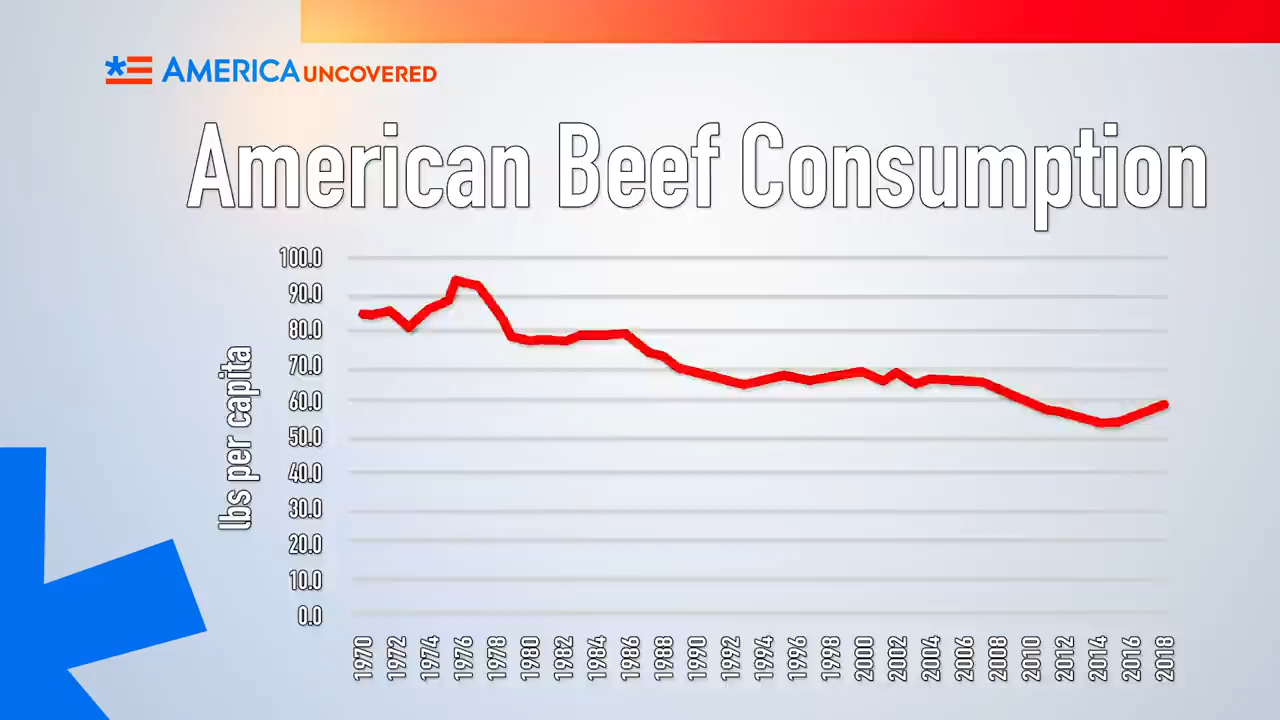 AMERICA UNCOVERED
American Beef Consumption
100.0
90.0
80.0
70.0
60.0
50.0
40.0
30.0
20.0
10.0
0.0
lbs per capita
1970 1972 1974 1976 1978 1980 1982 1984 1986 1988 1990 1992 1994 1996 1998 2000 2002 2004 2006 2008 2010 2012 2014 2016 2018